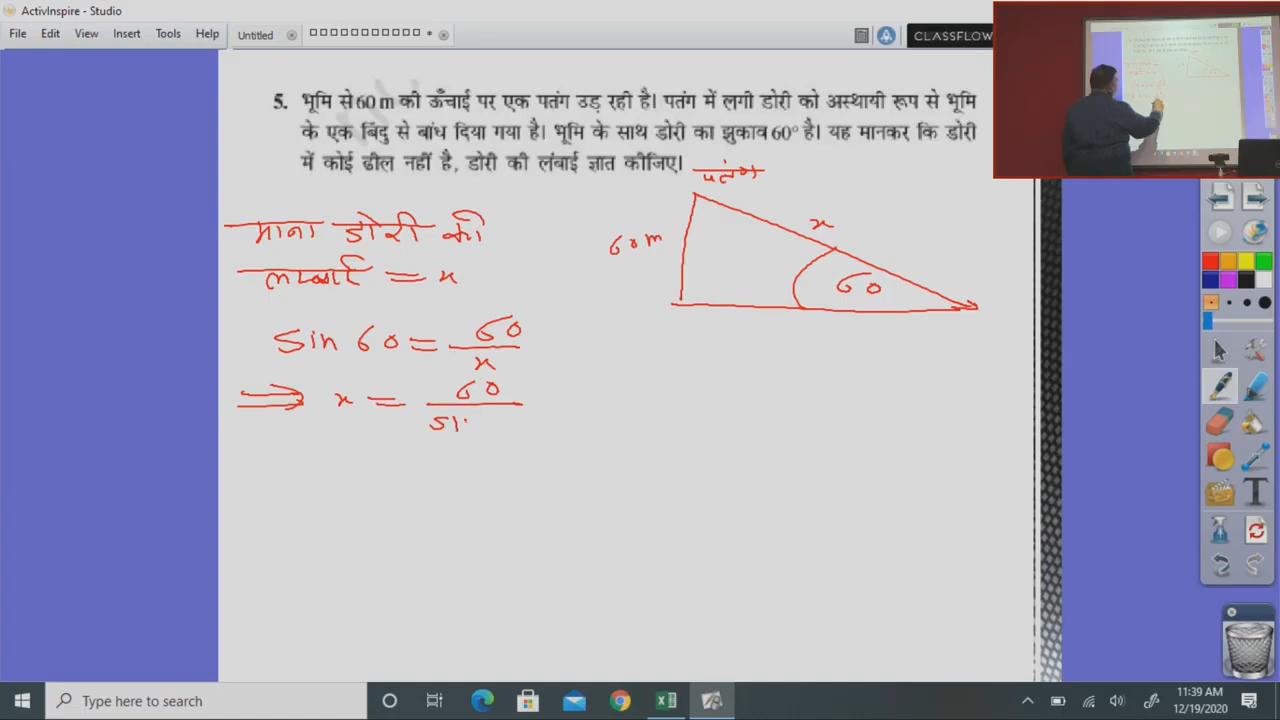 ActivInspire - Studio
File Edit View Insert Tools Help
Untitled
CLASSFLOW
5. भूमि से 60 m की ऊँचाई पर एक पतंग उड़ रही है। पतंग में लगी डोरी को अस्थायी रूप से भूमि
के एक बिंदु से बांध दिया गया है। भूमि के साथ डोरी का झुकाव 60° है। यह मानकर कि डोरी
में कोई ढील नहीं है, डोरी की लंबाई ज्ञात कीजिए।
पतंग
x
60 m
60
माना डोरी की
लम्बाई = x
sin 60 = 60/x
⇒ x = 60/si
Type here to search
11:39 AM
12/19/2020